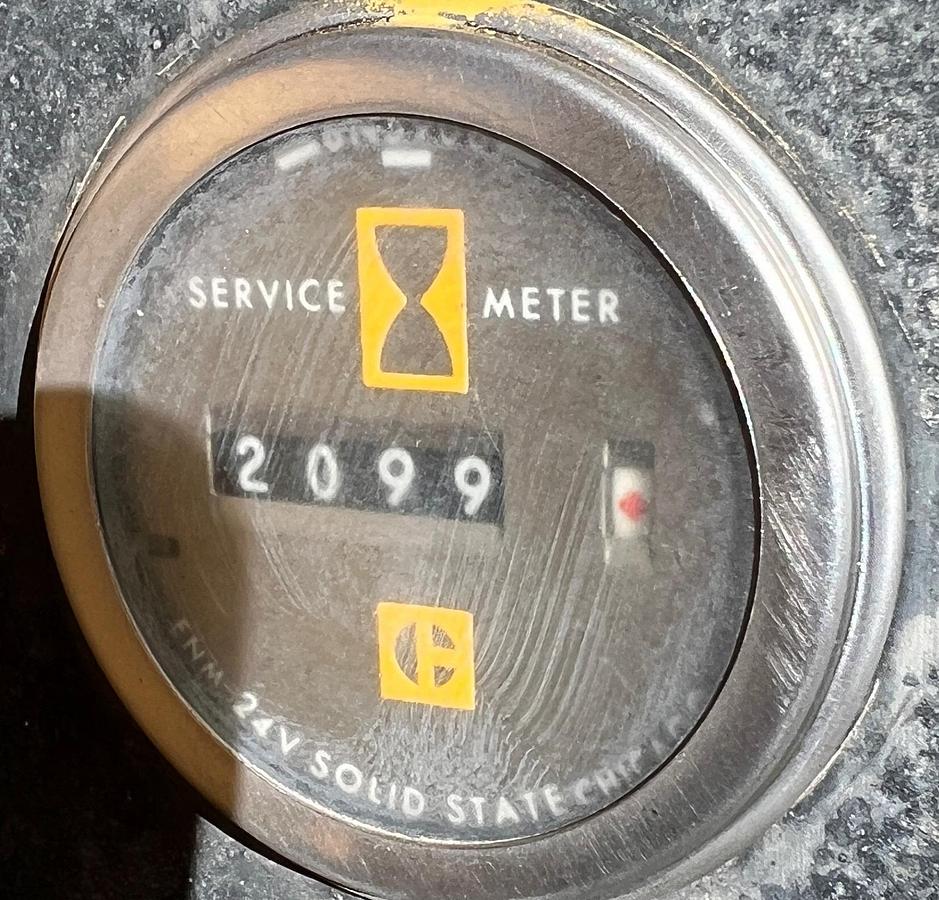 SERVICE METER
2099
24V SOLID STATE